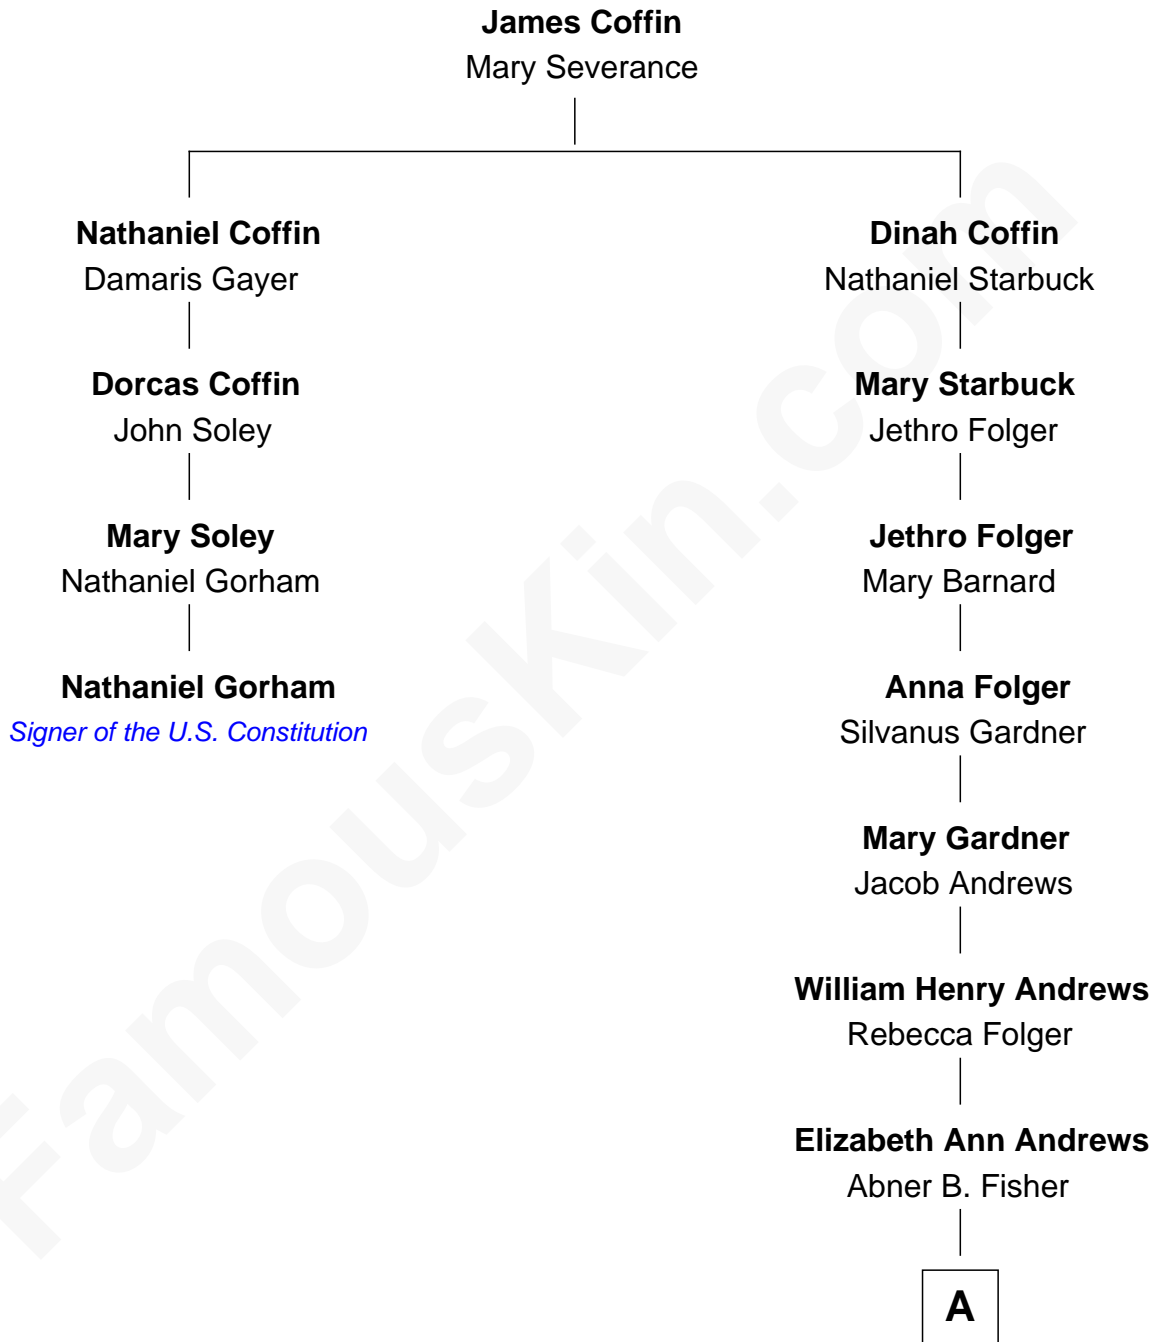 James Coffin
Mary Severance
Nathaniel Coffin
Damaris Gayer
Dorcas Coffin
John Soley
Mary Soley
Nathaniel Gorham
Nathaniel Gorham
Signer of the U.S. Constitution
Dinah Coffin
Nathaniel Starbuck
Mary Starbuck
Jethro Folger
Jethro Folger
Mary Barnard
Anna Folger
Silvanus Gardner
Mary Gardner
Jacob Andrews
William Henry Andrews
Rebecca Folger
Elizabeth Ann Andrews
Abner B. Fisher
A
FamousKin.com